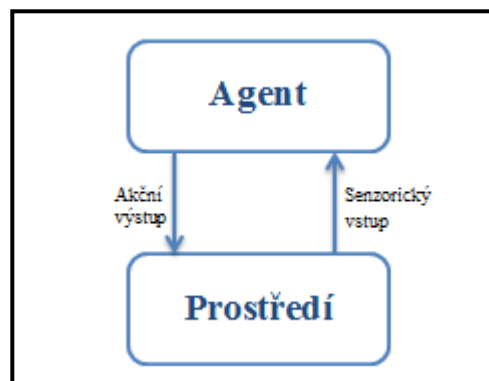 Agent
Akční
výstup
Senzorický
vstup
Prostředí